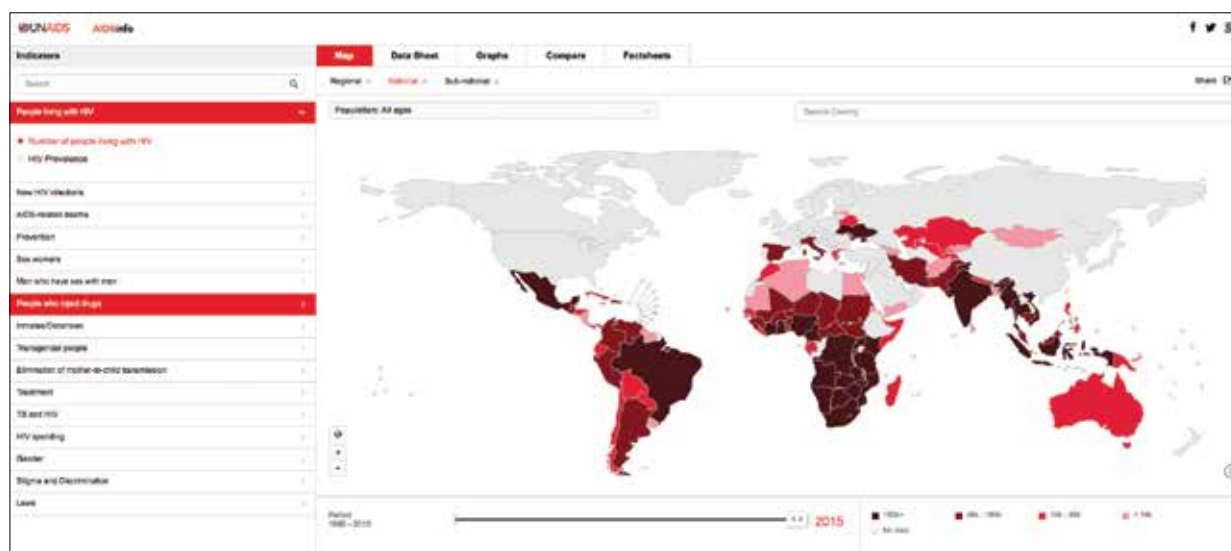 UNAIDS AIDSinfo
Indicators
Search
People living with HIV
Number of people living with HIV
HIV Prevalence
New HIV infections
AIDS-related deaths
Prevention
Sex workers
Men who have sex with men
People who inject drugs
Inmates/Detainees
Transgender people
Elimination of mother-to-child transmission
Treatment
TB and HIV
HIV spending
Gender
Stigma and Discrimination
Laws
Map Data Sheet Graphs Compare Factsheets
Regional National Sub-national
Share
Population: All ages
Search Country
Period
2015
No data